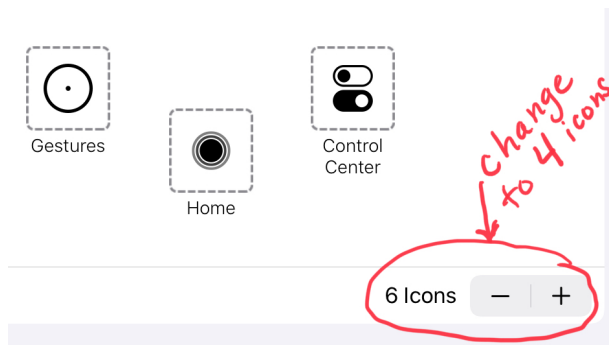 Gestures
Home
Control
Center
change
to 4 icons
6 Icons